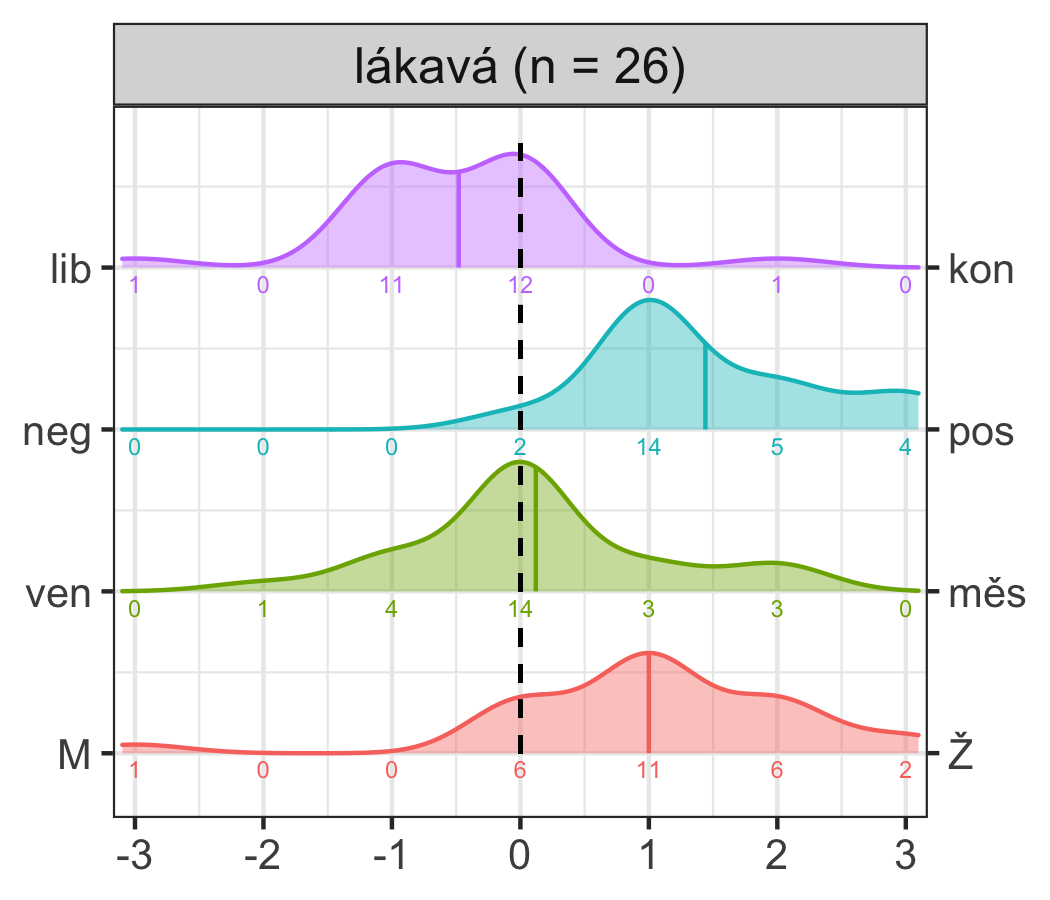 lákavá (n = 26)
lib kon
1 0 11 12 0 1 0
neg pos
0 0 0 2 14 5 4
ven měs
0 1 4 14 3 3 0
M Ž
1 0 0 6 11 6 2
-3 -2 -1 0 1 2 3